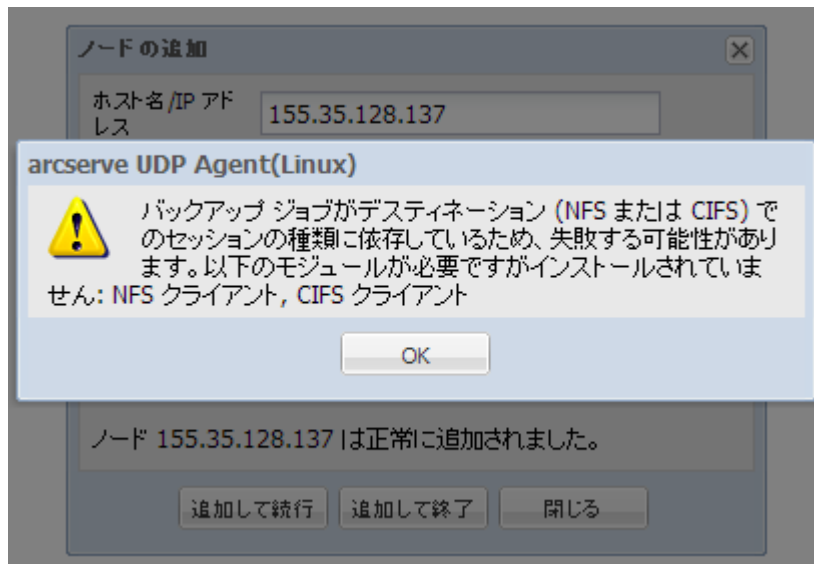 ノードの追加
ホスト名/IP アド
レス
155.35.128.137
arcserve UDP Agent(Linux)
バックアップ ジョブがデスティネーション (NFS または CIFS) で
のセッションの種類に依存しているため、失敗する可能性があり
ます。以下のモジュールが必要ですがインストールされていま
せん: NFS クライアント, CIFS クライアント
OK
ノード 155.35.128.137 は正常に追加されました。
追加して続行
追加して終了
閉じる